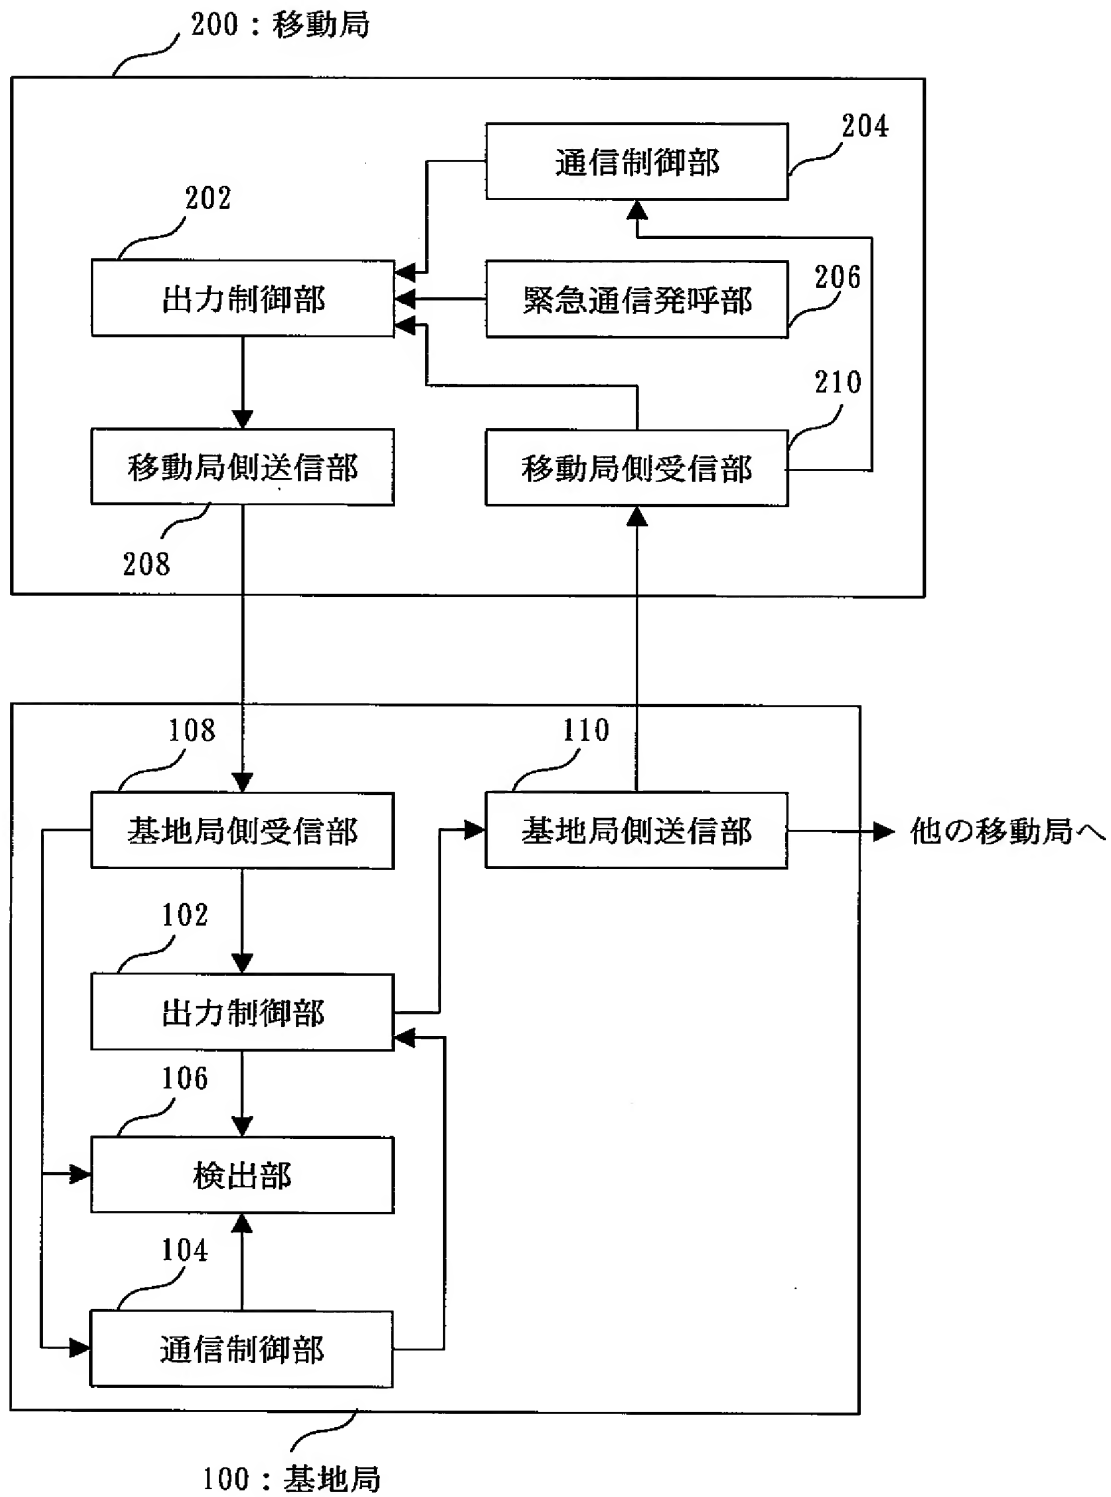 200：移動局
204
通信制御部
202
206
出力制御部
緊急通信発呼部
210
移動局側送信部
移動局側受信部
208
108
110
基地局側受信部
基地局側送信部
他の移動局へ
102
出力制御部
106
検出部
104
通信制御部
100：基地局